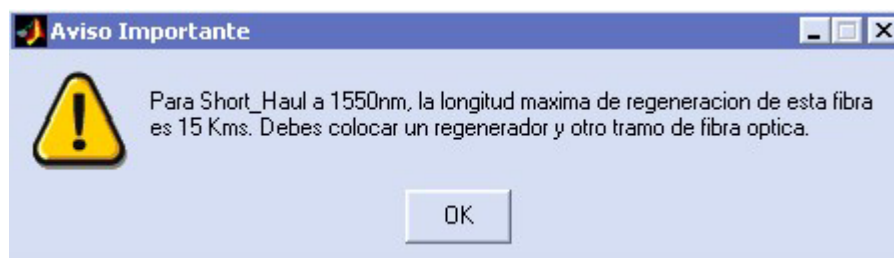 Aviso Importante
Para Short_Haul a 1550nm, la longitud maxima de regeneracion de esta fibra
es 15 Kms. Debes colocar un regenerador y otro tramo de fibra optica.
OK